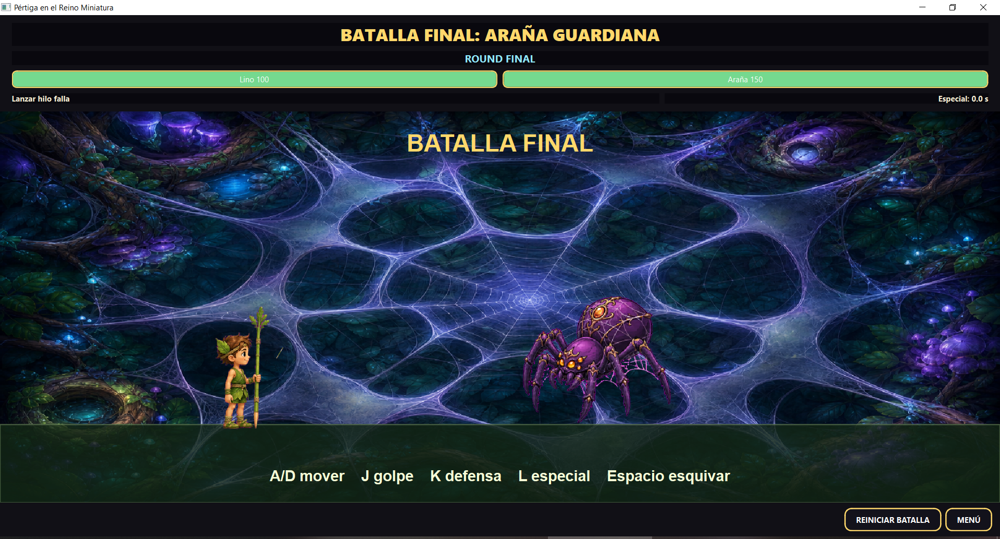 Pértiga en el Reino Miniatura
BATALLA FINAL: ARAÑA GUARDIANA
ROUND FINAL
Lino 100
Araña 150
Lanzar hilo falla
Especial: 0.0 s
BATALLA FINAL
A/D mover J golpe K defensa L especial Espacio esquivar
REINICIAR BATALLA
MENÚ